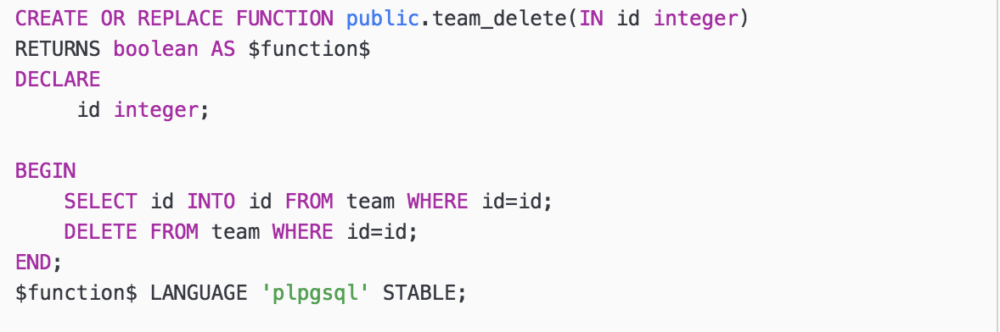 CREATE OR REPLACE FUNCTION public.team_delete(IN id integer)
RETURNS boolean AS $function$
DECLARE
     id integer;

BEGIN
    SELECT id INTO id FROM team WHERE id=id;
    DELETE FROM team WHERE id=id;
END;
$function$ LANGUAGE 'plpgsql' STABLE;